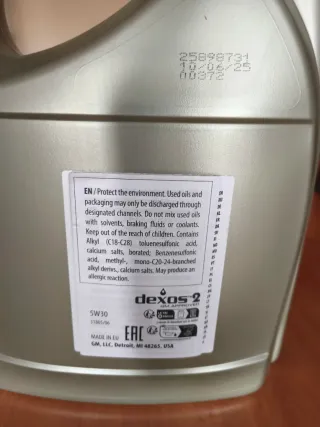 25898731
10/06/25
00372
EN / Protect the environment. Used oils and
packaging may only be discharged through
designated channels. Do not mix used oils
with solvents, braking fluids or coolants.
Keep out of the reach of children. Contains
Alkyl (C18-C28) toluenesulfonic acid,
calcium salts, borated; Benzenesulfonic
acid, methyl-, mono-C20-24-branched
alkyl derivs., calcium salts. May produce an
allergic reaction.
dexos 2
5W30
EAC
MADE IN EU
GM, LLC. Detroit, MI 48265, USA